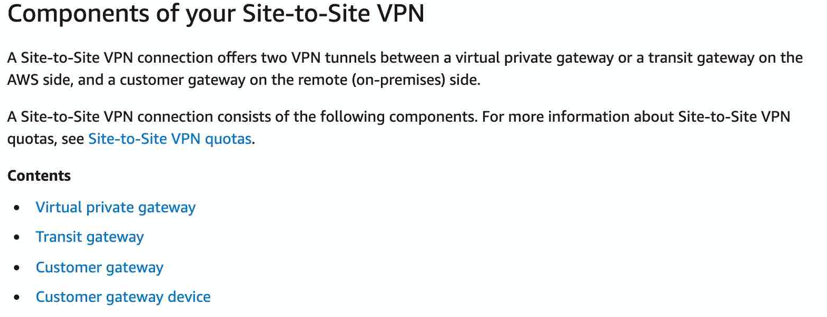 Components of your Site-to-Site VPN
A Site-to-Site VPN connection offers two VPN tunnels between a virtual private gateway or a transit gateway on the
AWS side, and a customer gateway on the remote (on-premises) side.
A Site-to-Site VPN connection consists of the following components. For more information about Site-to-Site VPN
quotas, see Site-to-Site VPN quotas.
Contents
• Virtual private gateway
• Transit gateway
• Customer gateway
• Customer gateway device